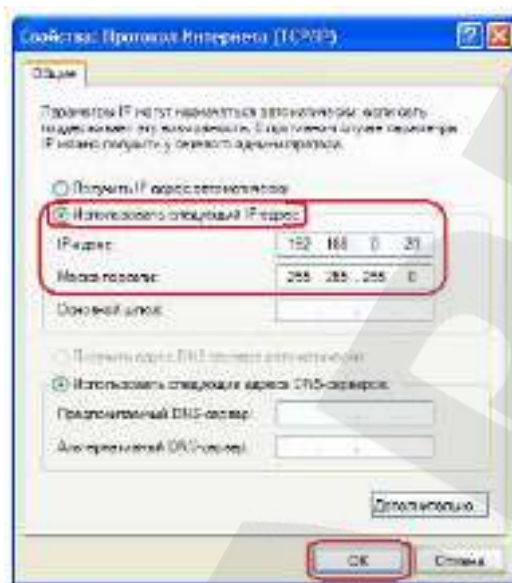 Свойства: Протокол Интернета (TCP/IP)
Общие
Параметры IP могут назначаться автоматически, если сеть
поддерживает эту возможность. В противном случае параметры
IP можно получить у сетевого администратора.
Получить IP-адрес автоматически
Использовать следующий IP-адрес:
IP-адрес: 192 168 0 20
Маска подсети: 255 . 255 . 255 0
Основной шлюз:
Получить адрес DNS-сервера автоматически
Использовать следующие адреса DNS-серверов:
Предпочитаемый DNS-сервер:
Альтернативный DNS-сервер:
Дополнительно...
ОК Отмена